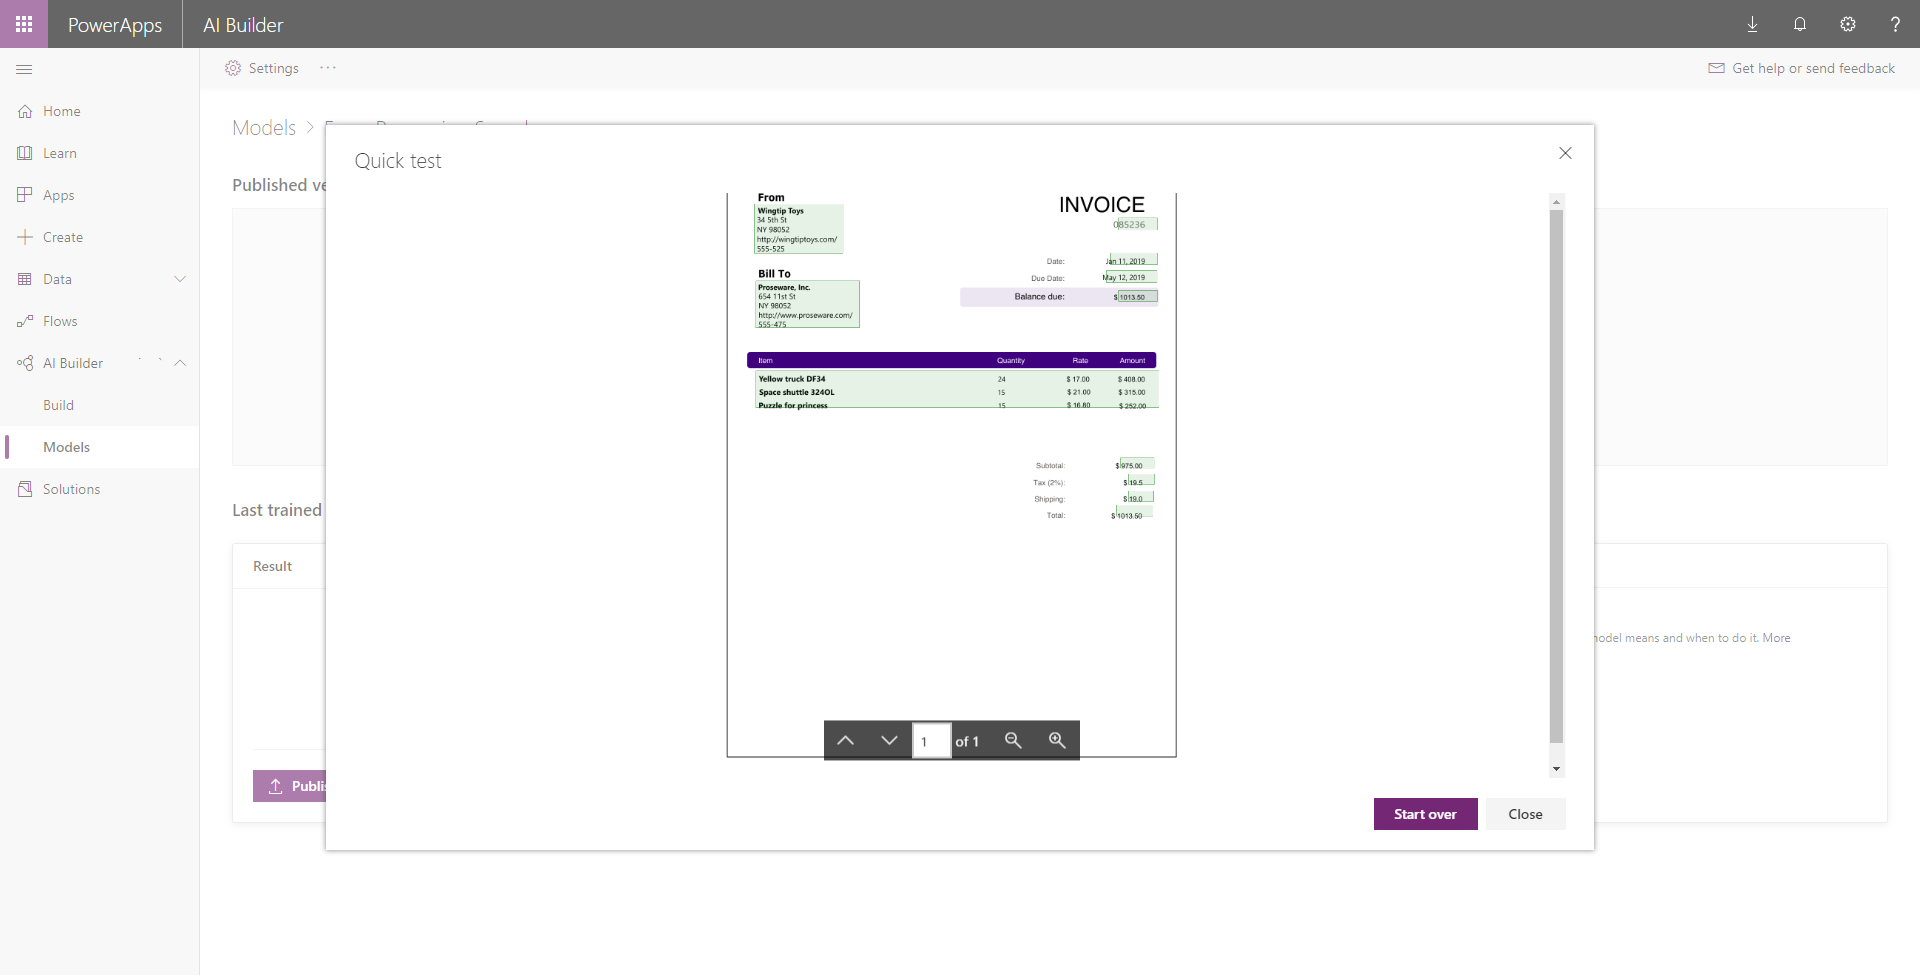 PowerApps AI Builder
Settings ...
Get help or send feedback
Home
Learn
Apps
Create
Data
Flows
AI Builder
Build
Models
Solutions
Models >
Published ve
Last trained
Result
Publis
odel means and when to do it. More
Quick test
From
Wingtip Toys
34 5th St
NY 98052
http://wingtiptoys.com/
555-525
Bill To
Proseware, Inc.
654 11st St
NY 98052
http://www.proseware.com/
555-475
INVOICE
085236
Date: Jan 11, 2019
Due Date: May 12, 2019
Balance due: $ 1013.50
Item Quantity Rate Amount
Yellow truck DF34 24 $ 17.00 $ 408.00
Space shuttle 324OL 15 $ 21.00 $ 315.00
Puzzle for princess 15 $ 16.80 $ 252.00
Subtotal: $ 975.00
Tax (2%): $ 19.5
Shipping: $ 19.0
Total: $ 1013.50
1 of 1
Start over Close